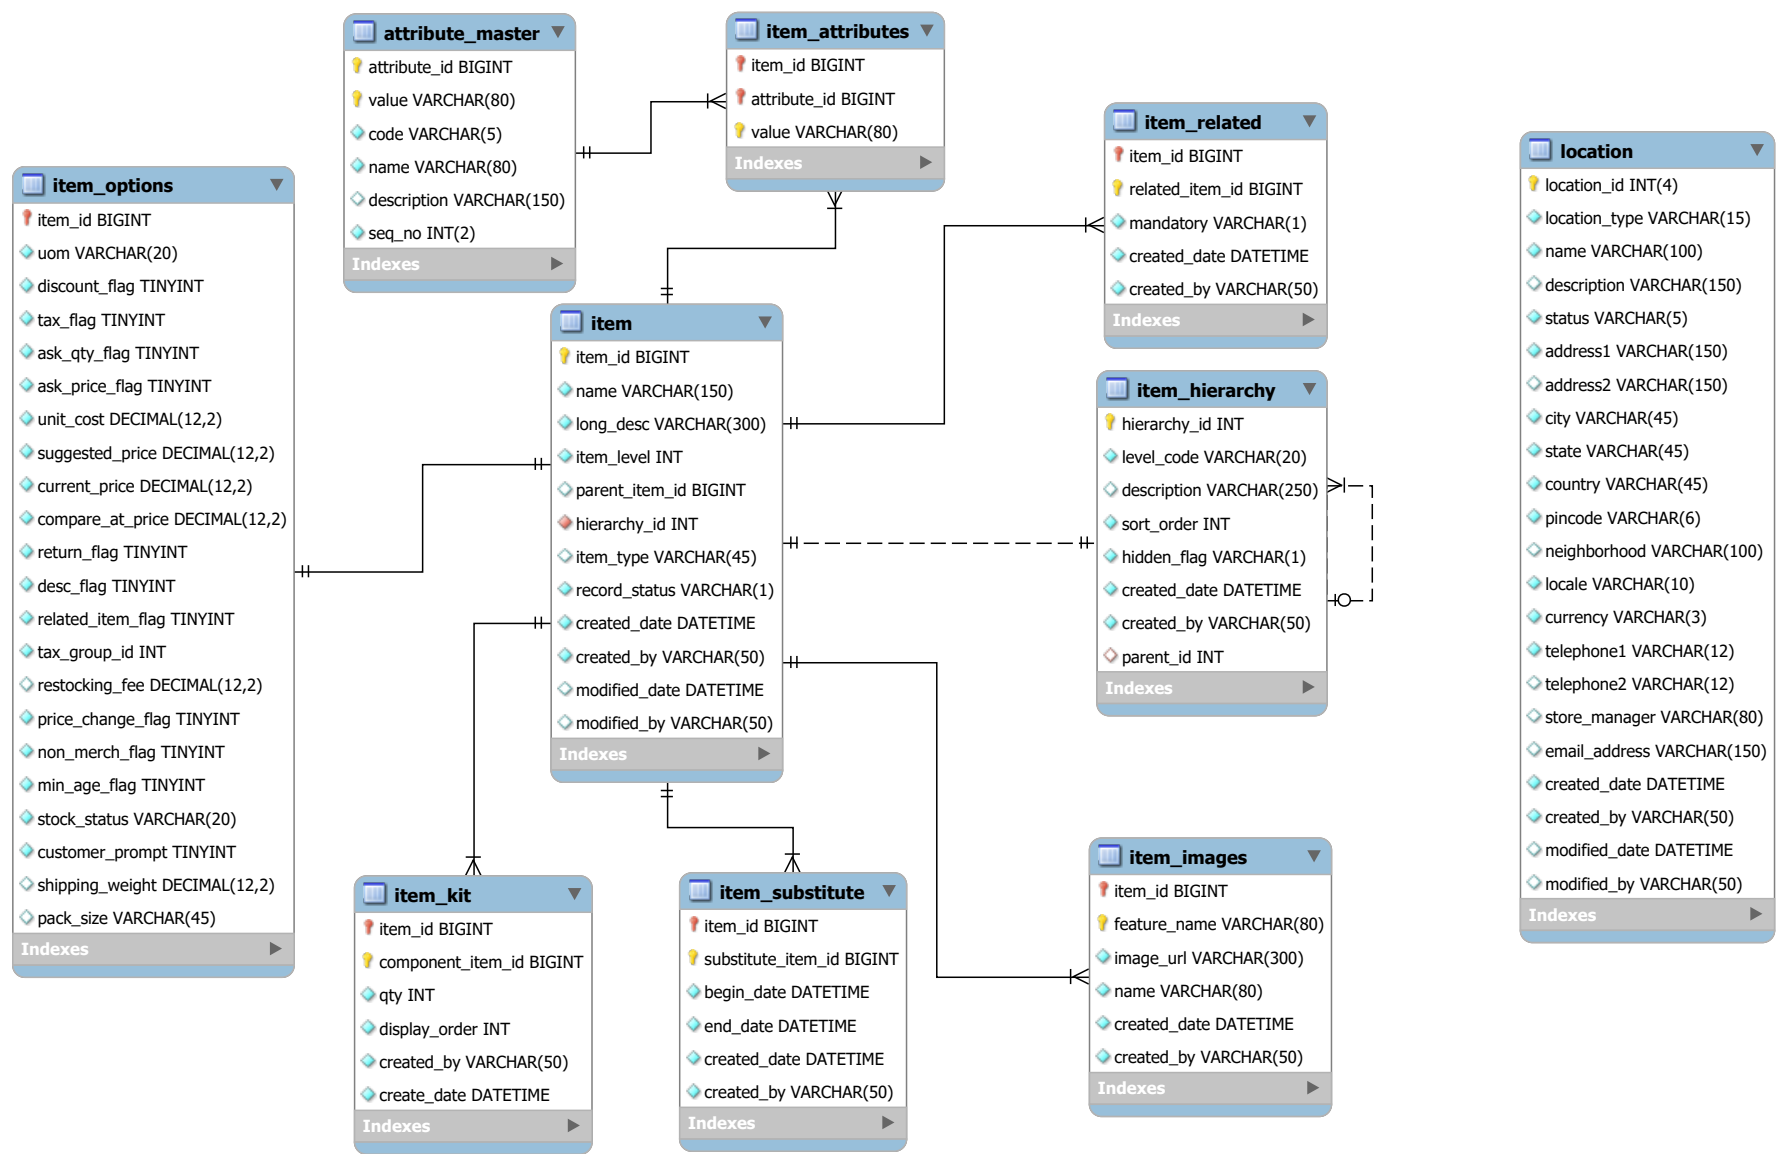 attribute_master
attribute_id BIGINT
value VARCHAR(80)
code VARCHAR(5)
name VARCHAR(80)
description VARCHAR(150)
seq_no INT(2)
Indexes
item_attributes
item_id BIGINT
attribute_id BIGINT
value VARCHAR(80)
Indexes
item_related
item_id BIGINT
related_item_id BIGINT
mandatory VARCHAR(1)
created_date DATETIME
created_by VARCHAR(50)
Indexes
location
location_id INT(4)
location_type VARCHAR(15)
name VARCHAR(100)
description VARCHAR(150)
status VARCHAR(5)
address1 VARCHAR(150)
address2 VARCHAR(150)
city VARCHAR(45)
state VARCHAR(45)
country VARCHAR(45)
pincode VARCHAR(6)
neighborhood VARCHAR(100)
locale VARCHAR(10)
currency VARCHAR(3)
telephone1 VARCHAR(12)
telephone2 VARCHAR(12)
store_manager VARCHAR(80)
email_address VARCHAR(150)
created_date DATETIME
created_by VARCHAR(50)
modified_date DATETIME
modified_by VARCHAR(50)
Indexes
item_options
item_id BIGINT
uom VARCHAR(20)
discount_flag TINYINT
tax_flag TINYINT
ask_qty_flag TINYINT
ask_price_flag TINYINT
unit_cost DECIMAL(12,2)
suggested_price DECIMAL(12,2)
current_price DECIMAL(12,2)
compare_at_price DECIMAL(12,2)
return_flag TINYINT
desc_flag TINYINT
related_item_flag TINYINT
tax_group_id INT
restocking_fee DECIMAL(12,2)
price_change_flag TINYINT
non_merch_flag TINYINT
min_age_flag TINYINT
stock_status VARCHAR(20)
customer_prompt TINYINT
shipping_weight DECIMAL(12,2)
pack_size VARCHAR(45)
Indexes
item
item_id BIGINT
name VARCHAR(150)
long_desc VARCHAR(300)
item_level INT
parent_item_id BIGINT
hierarchy_id INT
item_type VARCHAR(45)
record_status VARCHAR(1)
created_date DATETIME
created_by VARCHAR(50)
modified_date DATETIME
modified_by VARCHAR(50)
Indexes
item_hierarchy
hierarchy_id INT
level_code VARCHAR(20)
description VARCHAR(250)
sort_order INT
hidden_flag VARCHAR(1)
created_date DATETIME
created_by VARCHAR(50)
parent_id INT
Indexes
item_kit
item_id BIGINT
component_item_id BIGINT
qty INT
display_order INT
created_by VARCHAR(50)
create_date DATETIME
Indexes
item_substitute
item_id BIGINT
substitute_item_id BIGINT
begin_date DATETIME
end_date DATETIME
created_date DATETIME
created_by VARCHAR(50)
Indexes
item_images
item_id BIGINT
feature_name VARCHAR(80)
image_url VARCHAR(300)
name VARCHAR(80)
created_date DATETIME
created_by VARCHAR(50)
Indexes